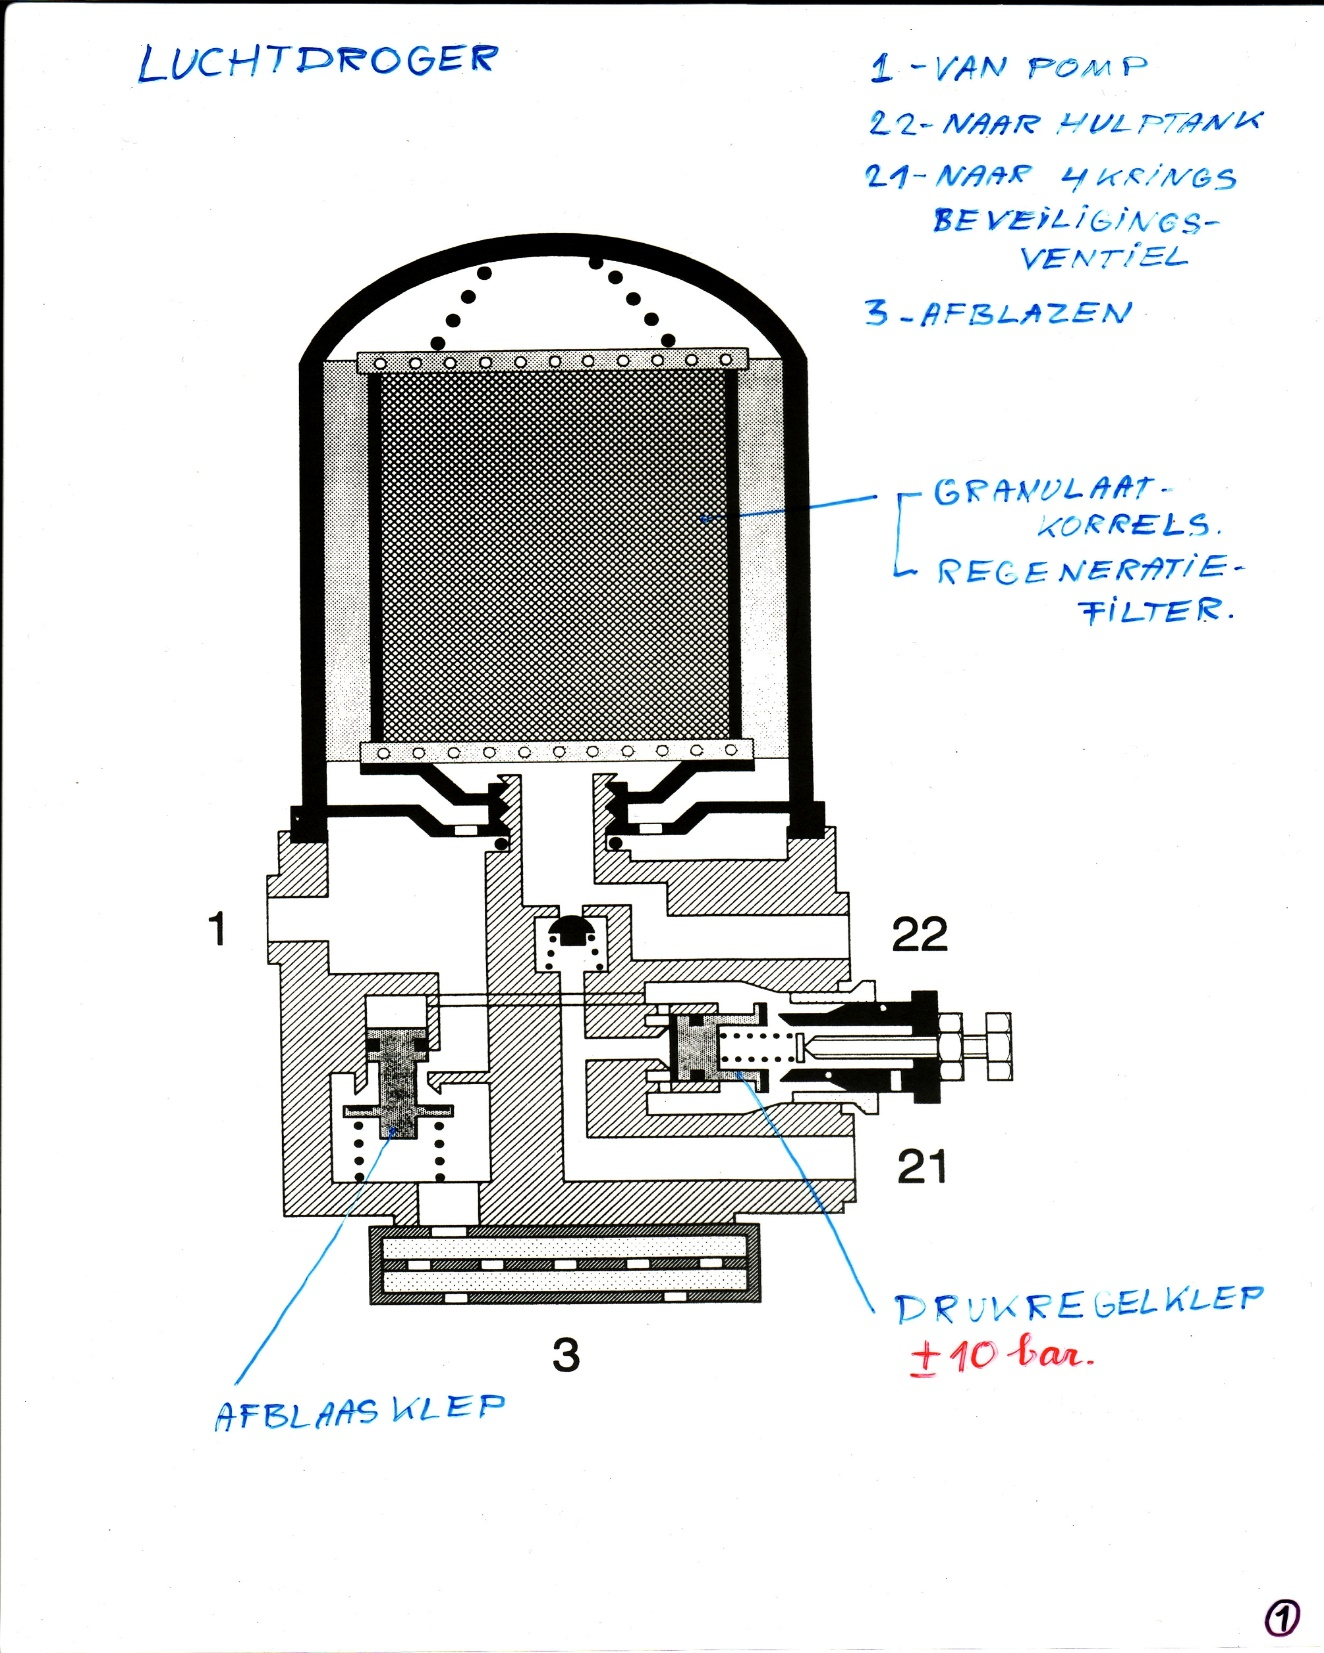 LUCHTDROGER
1 - VAN POMP
22 - NAAR HULPTANK
21 - NAAR 4 KRINGS
BEVEILIGINGS-
VENTIEL
3 - AFBLAZEN
GRANULAAT-
KORRELS.
REGENERATIE-
FILTER.
1
22
21
3
DRUKREGELKLEP
± 10 bar.
AFBLAASKLEP
1